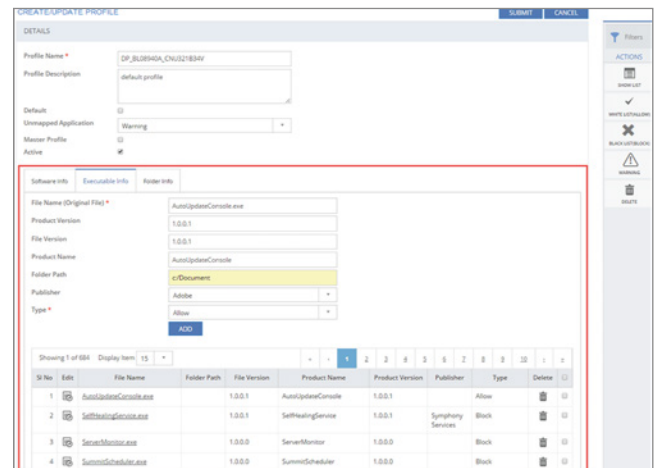 CREATE/UPDATE PROFILE
SUBMIT
CANCEL
DETAILS
Filters
Profile Name *
DP_BL08940A_CNU321B34V
ACTIONS
Profile Description
default profile
SHOW LIST
WHITE LIST(ALLOW)
Default
Unmapped Application
Warning
BLACK LIST(BLOCK)
Master Profile
Active
WARNING
Software Info
Executable Info
Folder Info
DELETE
File Name (Original File) *
AutoUpdateConsole.exe
Product Version
1.0.0.1
File Version
1.0.0.1
Product Name
AutoUpdateConsole
Folder Path
c:/Document
Publisher
Adobe
Type *
Allow
ADD
Showing 1 of 684 Display Item 15
1 2 3 4 5 6 7 8 9 10
Sl No Edit File Name Folder Path File Version Product Name Product Version Publisher Type Delete
1 AutoUpdateConsole.exe 1.0.0.1 AutoUpdateConsole 1.0.0.1 Allow
2 SelfHealingService.exe 1.0.0.1 SelfHealingService 1.0.0.1 Symphony Services Block
3 ServerMonitor.exe 1.0.0.0 ServerMonitor 1.0.0.0 Block
4 SummitScheduler.exe 1.0.0.0 SummitScheduler 1.0.0.0 Block